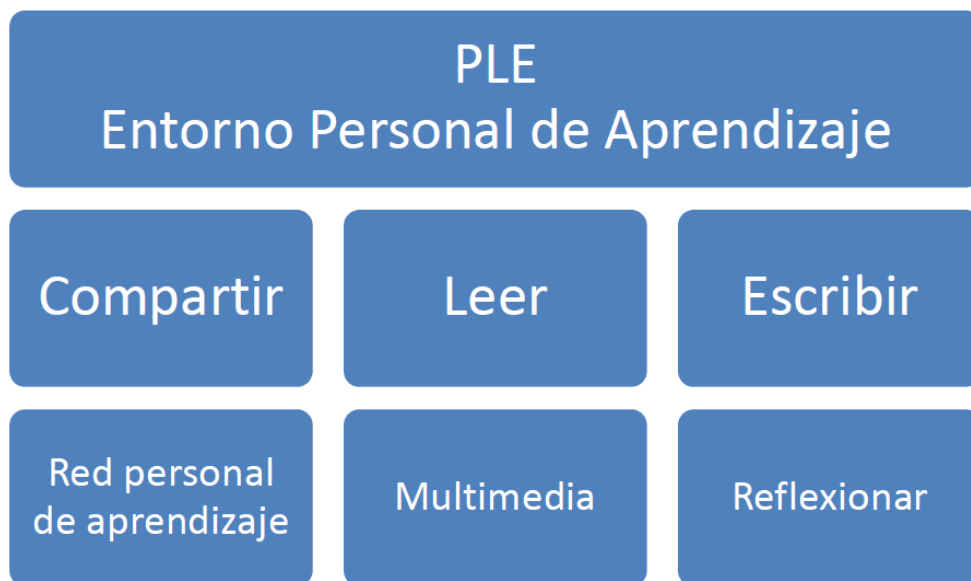 PLE
Entorno Personal de Aprendizaje
Compartir
Leer
Escribir
Red personal
de aprendizaje
Multimedia
Reflexionar